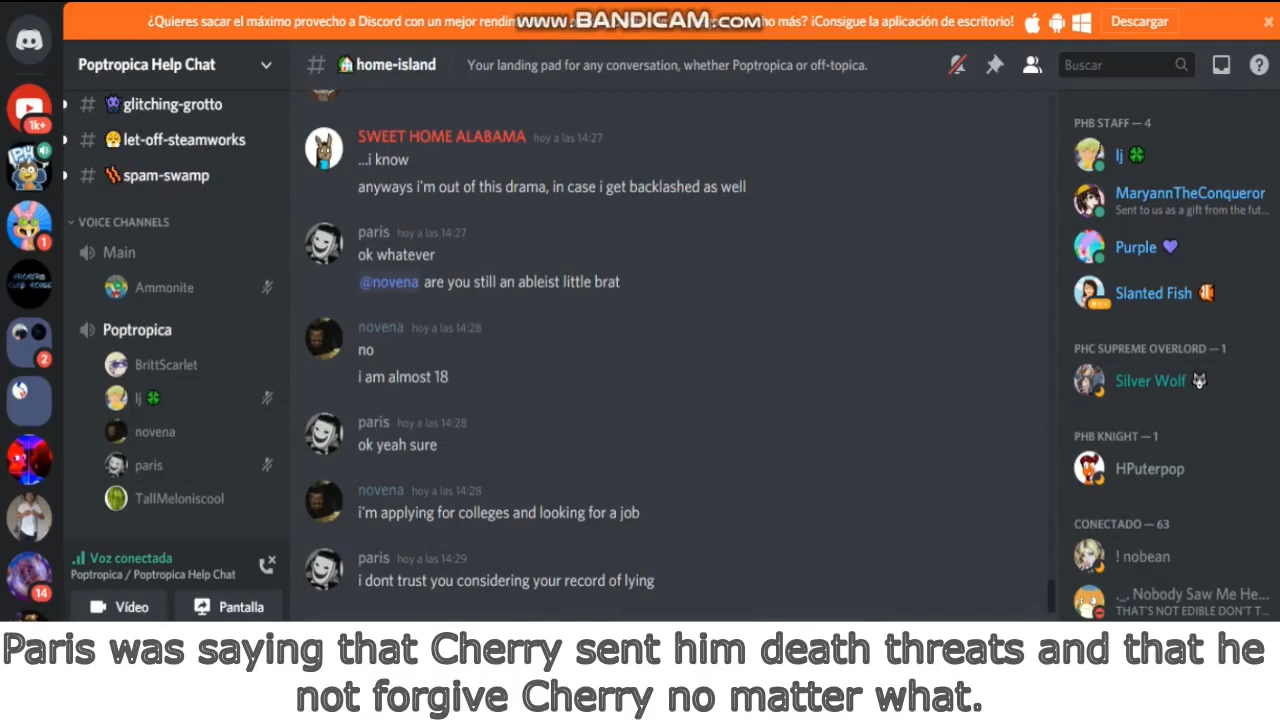 ¿Quieres sacar el máximo provecho a Discord con un mejor rendim
www.BANDICAM.com
ho más? ¡Consigue la aplicación de escritorio!
Descargar
Poptropica Help Chat
# home-island
Your landing pad for any conversation, whether Poptropica or off-topica.
Buscar
1k+
# glitching-grotto
# let-off-steamworks
# spam-swamp
VOICE CHANNELS
Main
Ammonite
Poptropica
BrittScarlet
lj
novena
paris
TallMeloniscool
1
2
14
Voz conectada
Poptropica / Poptropica Help Chat
Vídeo
Pantalla
SWEET HOME ALABAMA hoy a las 14:27
...i know
anyways i'm out of this drama, in case i get backlashed as well
paris hoy a las 14:27
ok whatever
@novena are you still an ableist little brat
novena hoy a las 14:28
no
i am almost 18
paris hoy a las 14:28
ok yeah sure
novena hoy a las 14:28
i'm applying for colleges and looking for a job
paris hoy a las 14:29
i dont trust you considering your record of lying
PHB STAFF — 4
lj
MaryannTheConqueror
Sent to us as a gift from the fut...
Purple
Slanted Fish
PHC SUPREME OVERLORD — 1
Silver Wolf
PHB KNIGHT — 1
HPuterpop
CONECTADO — 63
! nobean
._. Nobody Saw Me He...
THAT'S NOT EDIBLE DON'T T...
Paris was saying that Cherry sent him death threats and that he
not forgive Cherry no matter what.